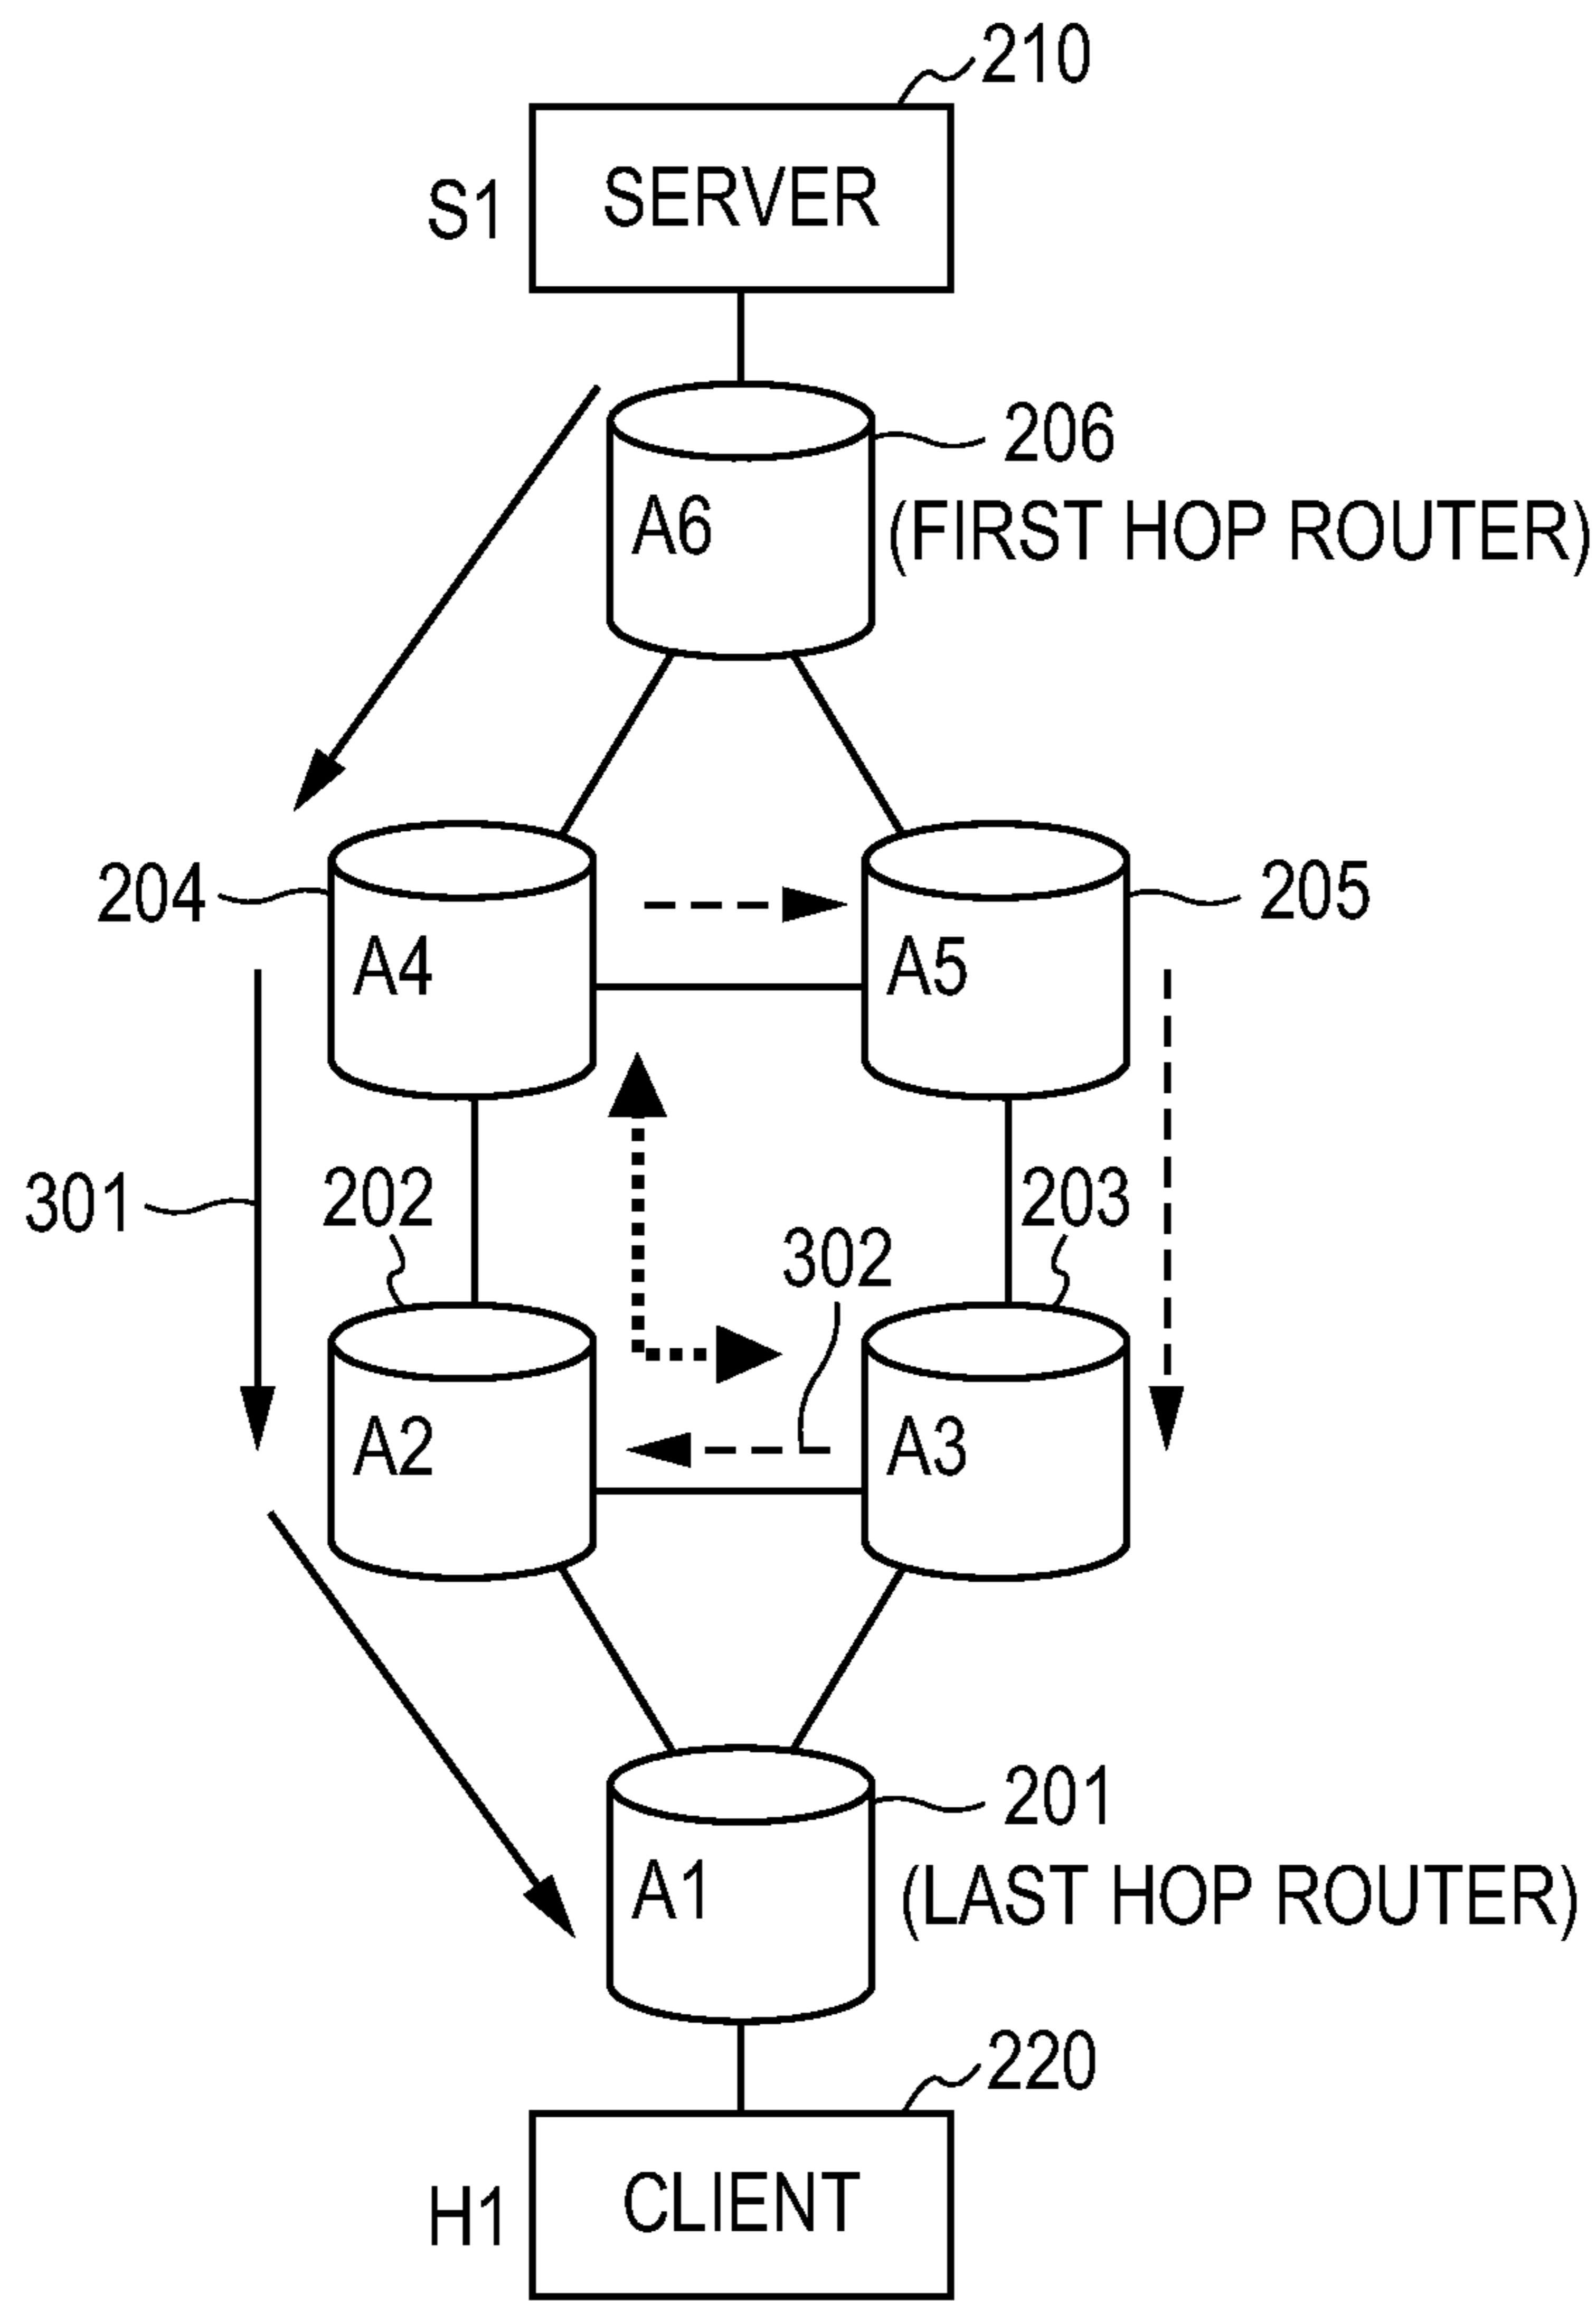 210
SERVER
S1
206
A6
(FIRST HOP ROUTER)
204
205
A4
A5
301
202
203
302
A2
A3
201
A1
(LAST HOP ROUTER)
220
CLIENT
H1